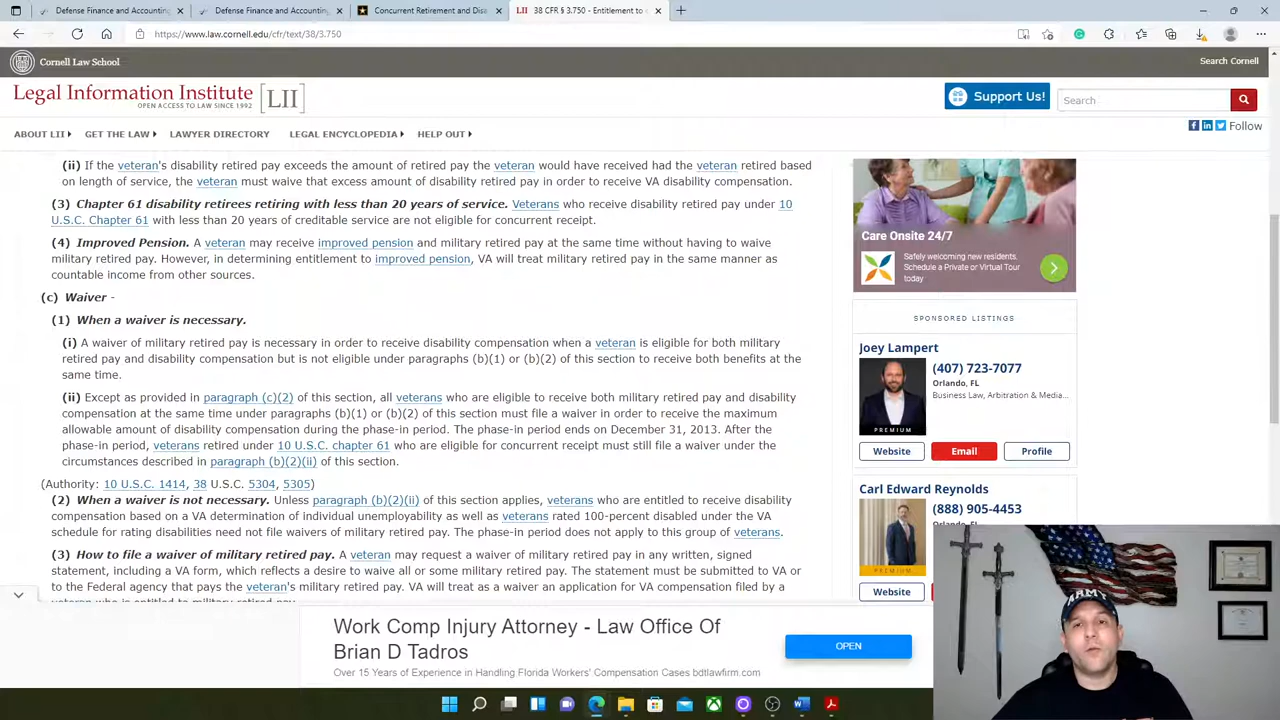 Defense Finance and Accounting
Defense Finance and Accounting
Concurrent Retirement and Disa
LII 38 CFR § 3.750 - Entitlement to c
https://www.law.cornell.edu/cfr/text/38/3.750
Cornell Law School
Search Cornell
Legal Information Institute [LII]
OPEN ACCESS TO LAW SINCE 1992
Support Us!
Search
ABOUT LII GET THE LAW LAWYER DIRECTORY LEGAL ENCYCLOPEDIA HELP OUT
Follow
(ii) If the veteran's disability retired pay exceeds the amount of retired pay the veteran would have received had the veteran retired based
on length of service, the veteran must waive that excess amount of disability retired pay in order to receive VA disability compensation.
(3) Chapter 61 disability retirees retiring with less than 20 years of service. Veterans who receive disability retired pay under 10
U.S.C. Chapter 61 with less than 20 years of creditable service are not eligible for concurrent receipt.
(4) Improved Pension. A veteran may receive improved pension and military retired pay at the same time without having to waive
military retired pay. However, in determining entitlement to improved pension, VA will treat military retired pay in the same manner as
countable income from other sources.
(c) Waiver -
(1) When a waiver is necessary.
(i) A waiver of military retired pay is necessary in order to receive disability compensation when a veteran is eligible for both military
retired pay and disability compensation but is not eligible under paragraphs (b)(1) or (b)(2) of this section to receive both benefits at the
same time.
(ii) Except as provided in paragraph (c)(2) of this section, all veterans who are eligible to receive both military retired pay and disability
compensation at the same time under paragraphs (b)(1) or (b)(2) of this section must file a waiver in order to receive the maximum
allowable amount of disability compensation during the phase-in period. The phase-in period ends on December 31, 2013. After the
phase-in period, veterans retired under 10 U.S.C. chapter 61 who are eligible for concurrent receipt must still file a waiver under the
circumstances described in paragraph (b)(2)(ii) of this section.
(Authority: 10 U.S.C. 1414, 38 U.S.C. 5304, 5305)
(2) When a waiver is not necessary. Unless paragraph (b)(2)(ii) of this section applies, veterans who are entitled to receive disability
compensation based on a VA determination of individual unemployability as well as veterans rated 100-percent disabled under the VA
schedule for rating disabilities need not file waivers of military retired pay. The phase-in period does not apply to this group of veterans.
(3) How to file a waiver of military retired pay. A veteran may request a waiver of military retired pay in any written, signed
statement, including a VA form, which reflects a desire to waive all or some military retired pay. The statement must be submitted to VA or
to the Federal agency that pays the veteran's military retired pay. VA will treat as a waiver an application for VA compensation filed by a
veteran who is entitled to military retired pay.
Care Onsite 24/7
Safely welcoming new residents.
Schedule a Private or Virtual Tour
today
SPONSORED LISTINGS
Joey Lampert
(407) 723-7077
Orlando, FL
Business Law, Arbitration & Media...
PREMIUM
Website Email Profile
Carl Edward Reynolds
(888) 905-4453
Orlando, FL
PREMIUM
Website
Work Comp Injury Attorney - Law Office Of
Brian D Tadros
Over 15 Years of Experience in Handling Florida Workers' Compensation Cases bdtlawfirm.com
OPEN
ARMY